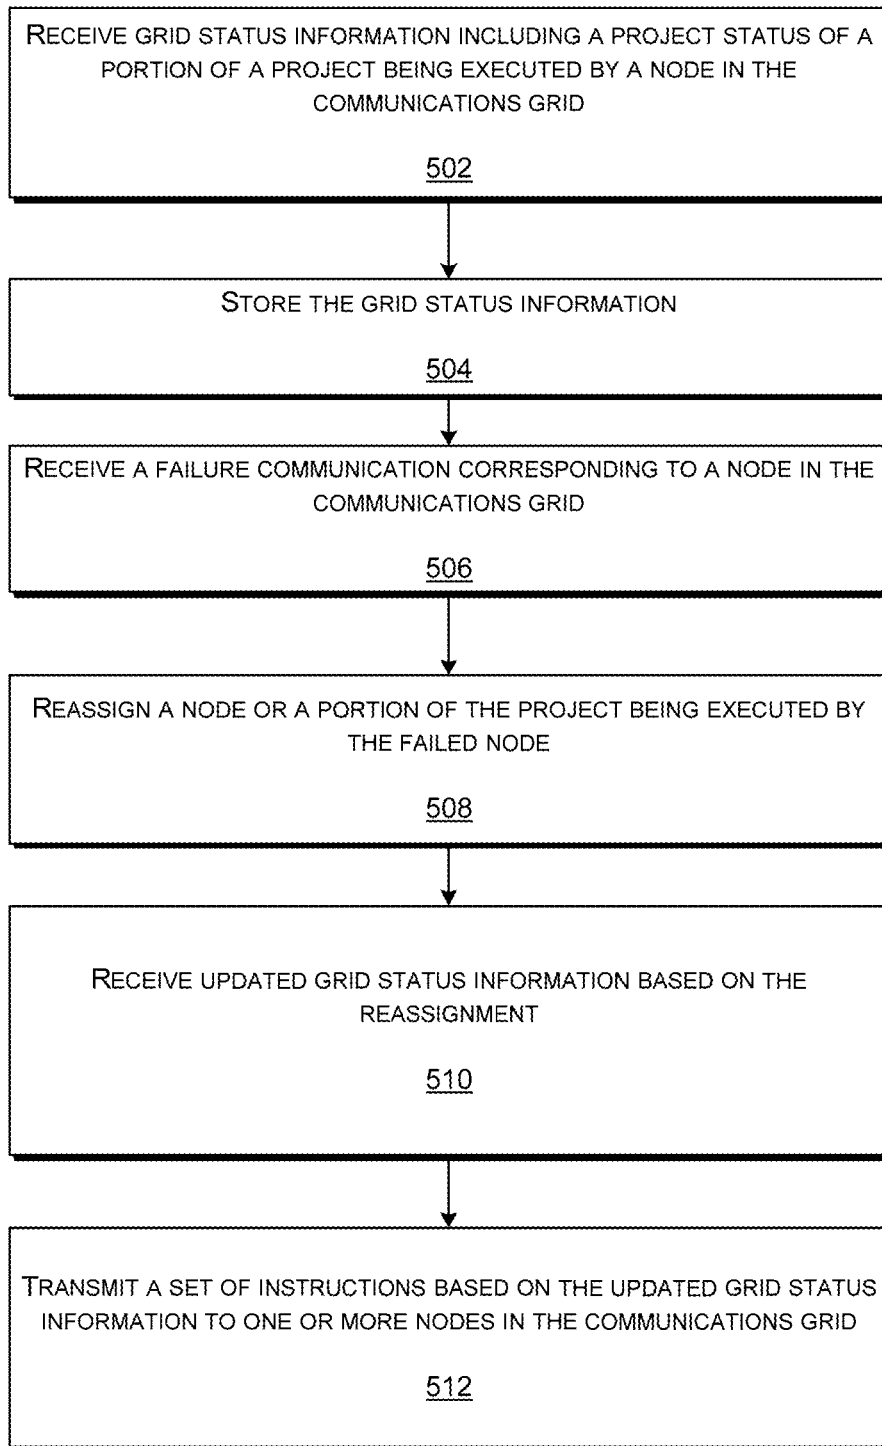 RECEIVE GRID STATUS INFORMATION INCLUDING A PROJECT STATUS OF A
PORTION OF A PROJECT BEING EXECUTED BY A NODE IN THE
COMMUNICATIONS GRID
502
STORE THE GRID STATUS INFORMATION
504
RECEIVE A FAILURE COMMUNICATION CORRESPONDING TO A NODE IN THE
COMMUNICATIONS GRID
506
REASSIGN A NODE OR A PORTION OF THE PROJECT BEING EXECUTED BY
THE FAILED NODE
508
RECEIVE UPDATED GRID STATUS INFORMATION BASED ON THE
REASSIGNMENT
510
TRANSMIT A SET OF INSTRUCTIONS BASED ON THE UPDATED GRID STATUS
INFORMATION TO ONE OR MORE NODES IN THE COMMUNICATIONS GRID
512